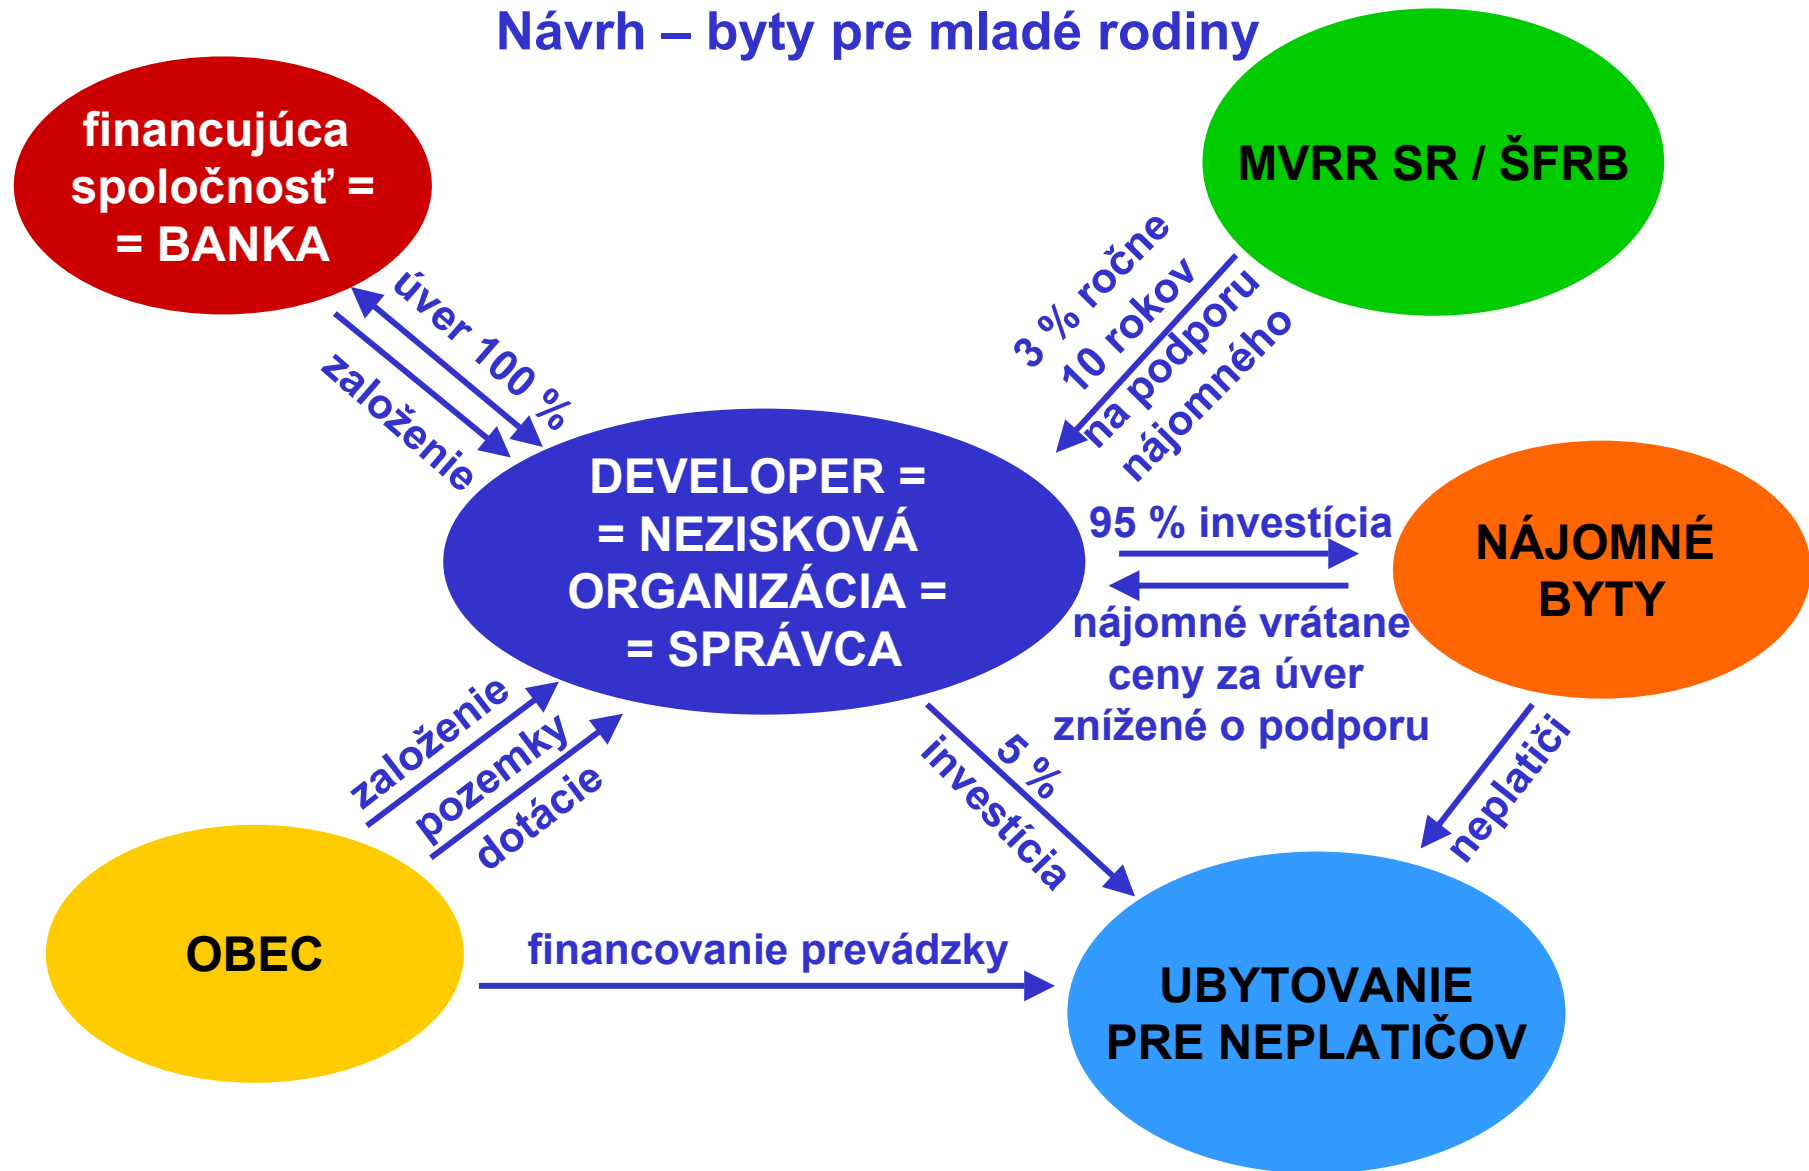 Návrh – byty pre mladé rodiny
financujúca
spoločnosť =
= BANKA
MVRR SR / ŠFRB
úver 100 %
založenie
3 % ročne
10 rokov
na podporu
nájomného
DEVELOPER =
= NEZISKOVÁ
ORGANIZÁCIA =
= SPRÁVCA
95 % investícia
nájomné vrátane
ceny za úver
znížené o podporu
NÁJOMNÉ
BYTY
založenie
pozemky
dotácie
5 %
investícia
neplatiči
OBEC
financovanie prevádzky
UBYTOVANIE
PRE NEPLATIČOV